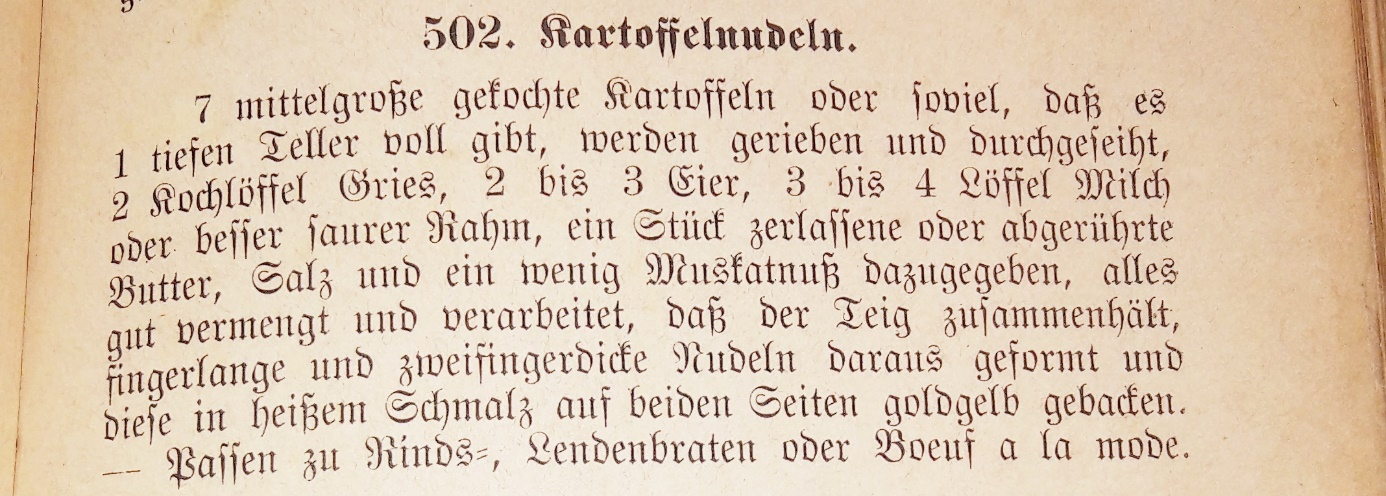 502. Kartoffelnudeln.
7 mittelgroße gekochte Kartoffeln oder soviel, daß es
1 tiefen Teller voll gibt, werden gerieben und durchgeseiht,
2 Kochlöffel Gries, 2 bis 3 Eier, 3 bis 4 Löffel Milch
oder besser saurer Rahm, ein Stück zerlassene oder abgerührte
Butter, Salz und ein wenig Muskatnuß dazugegeben, alles
gut vermengt und verarbeitet, daß der Teig zusammenhält,
fingerlange und zweifingerdicke Nudeln daraus geformt und
diese in heißem Schmalz auf beiden Seiten goldgelb gebacken.
— Passen zu Rinds-, Lendenbraten oder Boeuf a la mode.